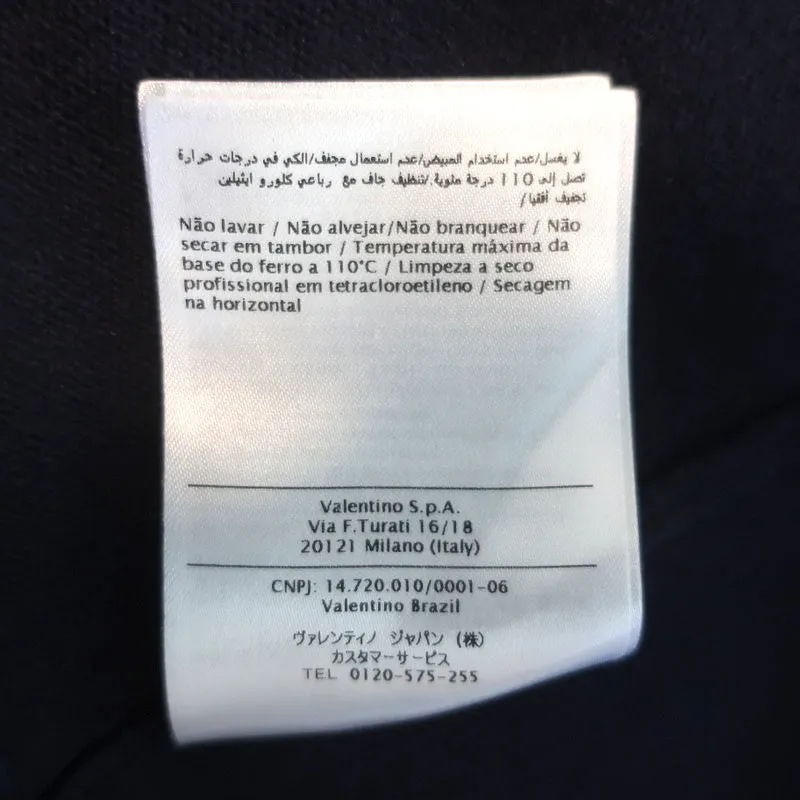 لا يغسل/عدم استخدام المبيض/عدم استعمال مجفف/الكي في درجات حرارة
تصل إلى 110 درجة مئوية./تنظيف جاف مع رباعي كلورو ايثيلين
/تجفيف أفقيا
Não lavar / Não alvejar/Não branquear / Não
secar em tambor / Temperatura máxima da
base do ferro a 110°C / Limpeza a seco
profissional em tetracloroetileno / Secagem
na horizontal
Valentino S.p.A.
Via F.Turati 16/18
20121 Milano (Italy)
CNPJ: 14.720.010/0001-06
Valentino Brazil
ヴァレンティノ ジャパン (株)
カスタマーサービス
TEL 0120-575-255